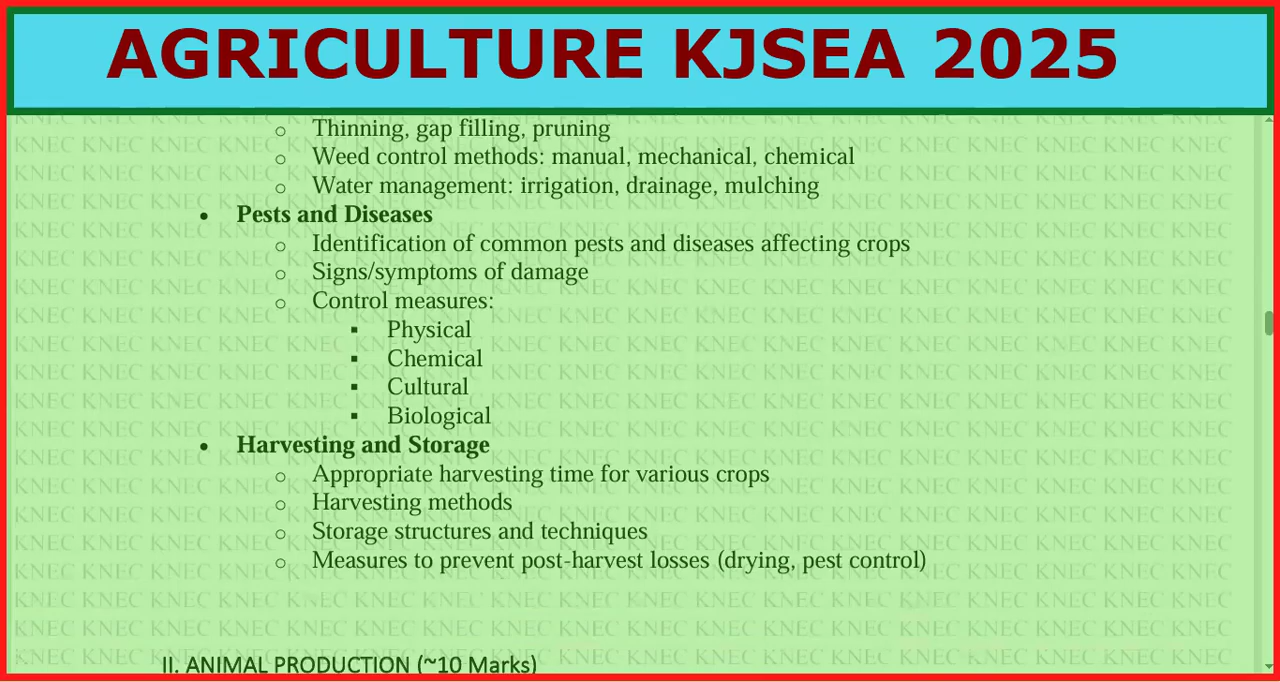 AGRICULTURE KJSEA 2025
○ Thinning, gap filling, pruning
○ Weed control methods: manual, mechanical, chemical
○ Water management: irrigation, drainage, mulching
• Pests and Diseases
○ Identification of common pests and diseases affecting crops
○ Signs/symptoms of damage
○ Control measures:
▪ Physical
▪ Chemical
▪ Cultural
▪ Biological
• Harvesting and Storage
○ Appropriate harvesting time for various crops
○ Harvesting methods
○ Storage structures and techniques
○ Measures to prevent post-harvest losses (drying, pest control)
II. ANIMAL PRODUCTION (~10 Marks)